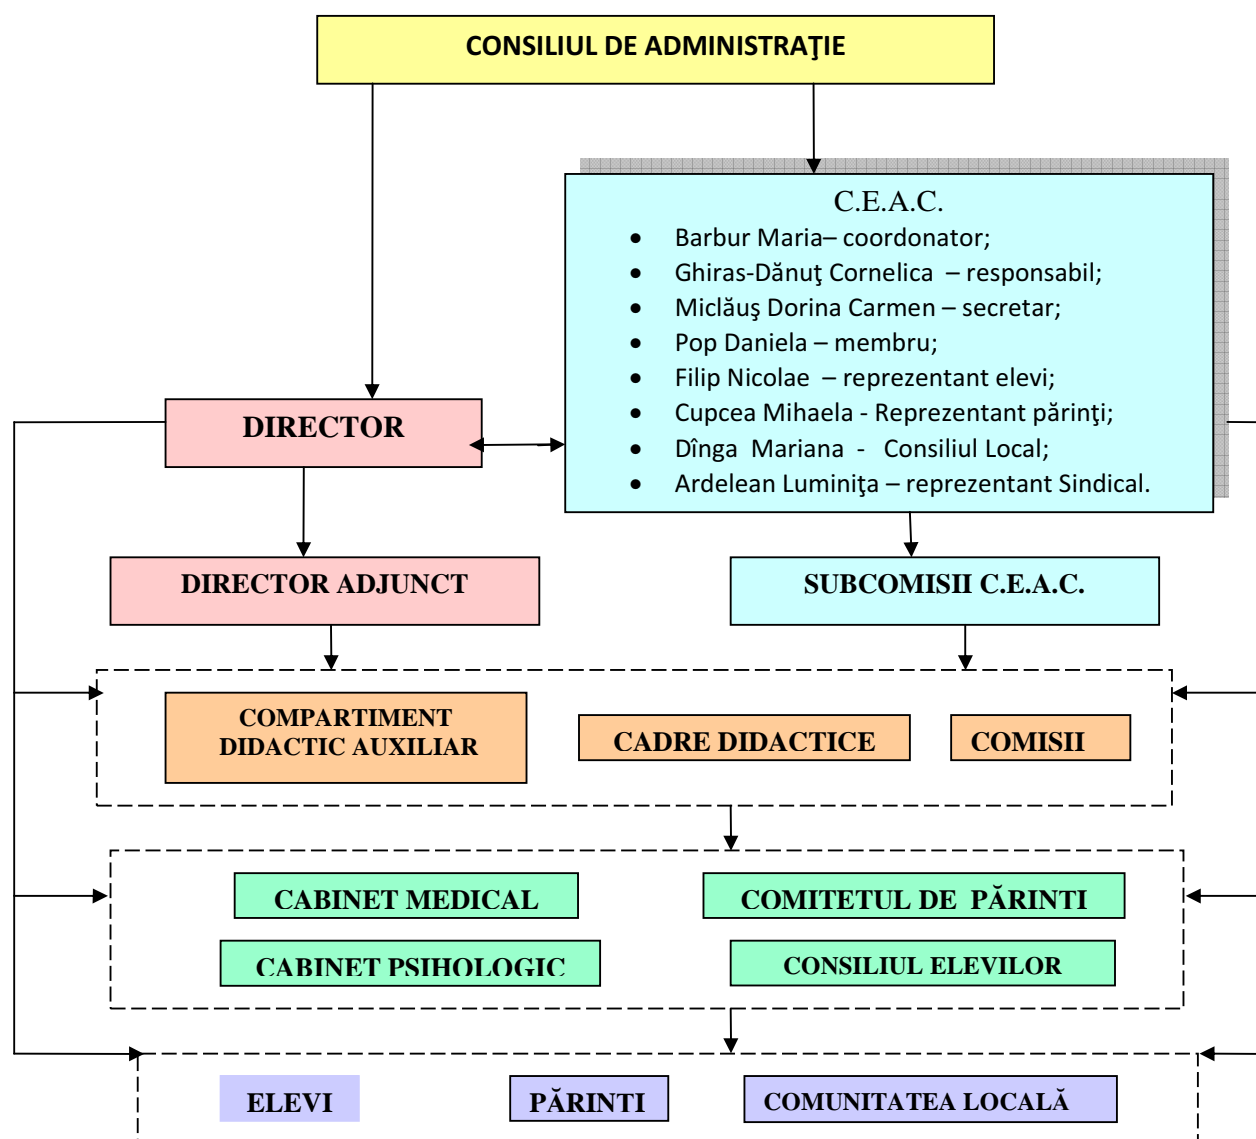 CONSILIUL DE ADMINISTRAŢIE
C.E.A.C.
• Barbur Maria– coordonator;
• Ghiras-Dănuţ Cornelica – responsabil;
• Miclăuş Dorina Carmen – secretar;
• Pop Daniela – membru;
• Filip Nicolae – reprezentant elevi;
• Cupcea Mihaela - Reprezentant părinţi;
• Dînga Mariana - Consiliul Local;
• Ardelean Luminiţa – reprezentant Sindical.
DIRECTOR
DIRECTOR ADJUNCT
SUBCOMISII C.E.A.C.
COMPARTIMENT
DIDACTIC AUXILIAR
CADRE DIDACTICE
COMISII
CABINET MEDICAL
COMITETUL DE PĂRINTI
CABINET PSIHOLOGIC
CONSILIUL ELEVILOR
ELEVI
PĂRINTI
COMUNITATEA LOCALĂ